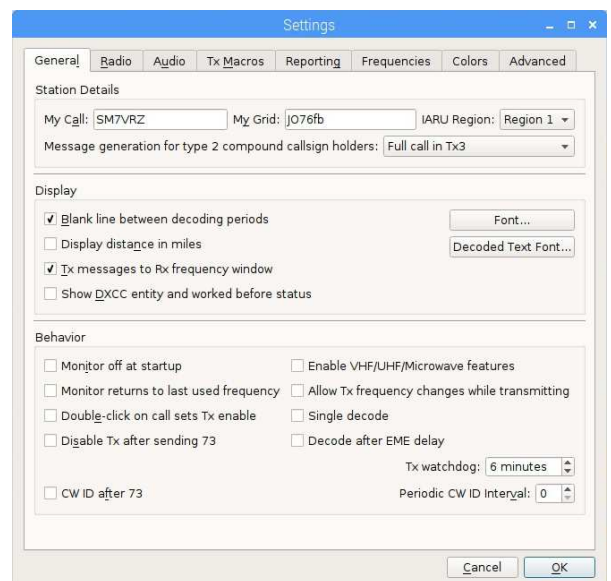 Settings
General Radio Audio Tx Macros Reporting Frequencies Colors Advanced
Station Details
My Call: SM7VRZ My Grid: JO76fb IARU Region: Region 1
Message generation for type 2 compound callsign holders: Full call in Tx3
Display
Blank line between decoding periods Font...
Display distance in miles Decoded Text Font...
Tx messages to Rx frequency window
Show DXCC entity and worked before status
Behavior
Monitor off at startup Enable VHF/UHF/Microwave features
Monitor returns to last used frequency Allow Tx frequency changes while transmitting
Double-click on call sets Tx enable Single decode
Disable Tx after sending 73 Decode after EME delay
Tx watchdog: 6 minutes
CW ID after 73 Periodic CW ID Interval: 0
Cancel OK